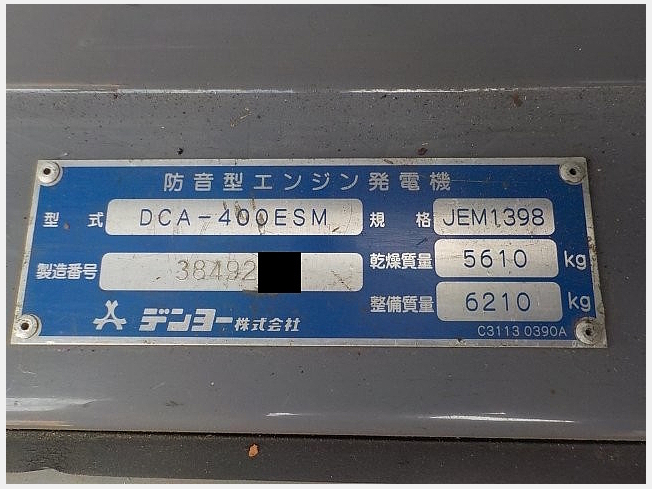 防音型エンジン発電機
型式 DCA-400ESM 規格 JEM1398
製造番号 38492 乾燥質量 5610 kg
整備質量 6210 kg
デンヨー株式会社
C3113 0390A